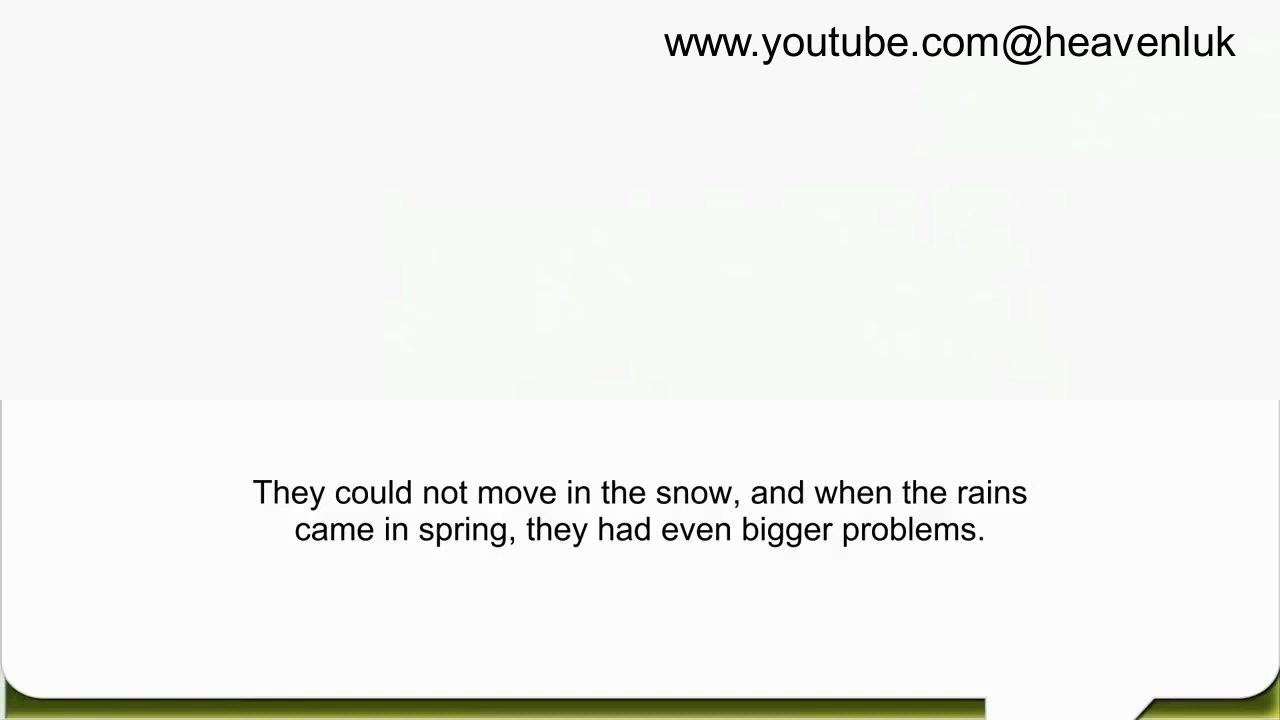 www.youtube.com@heavenluk
They could not move in the snow, and when the rains
came in spring, they had even bigger problems.